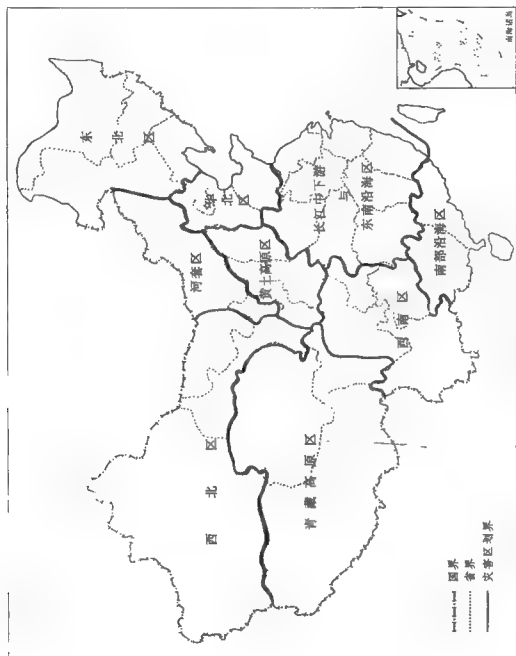 东北区
华北区
河套区
黄土高原区
长江中下游
与
东南沿海区
南部沿海区
西南区
西北区
青藏高原区
国界
省界
灾害区划界
南海诸岛